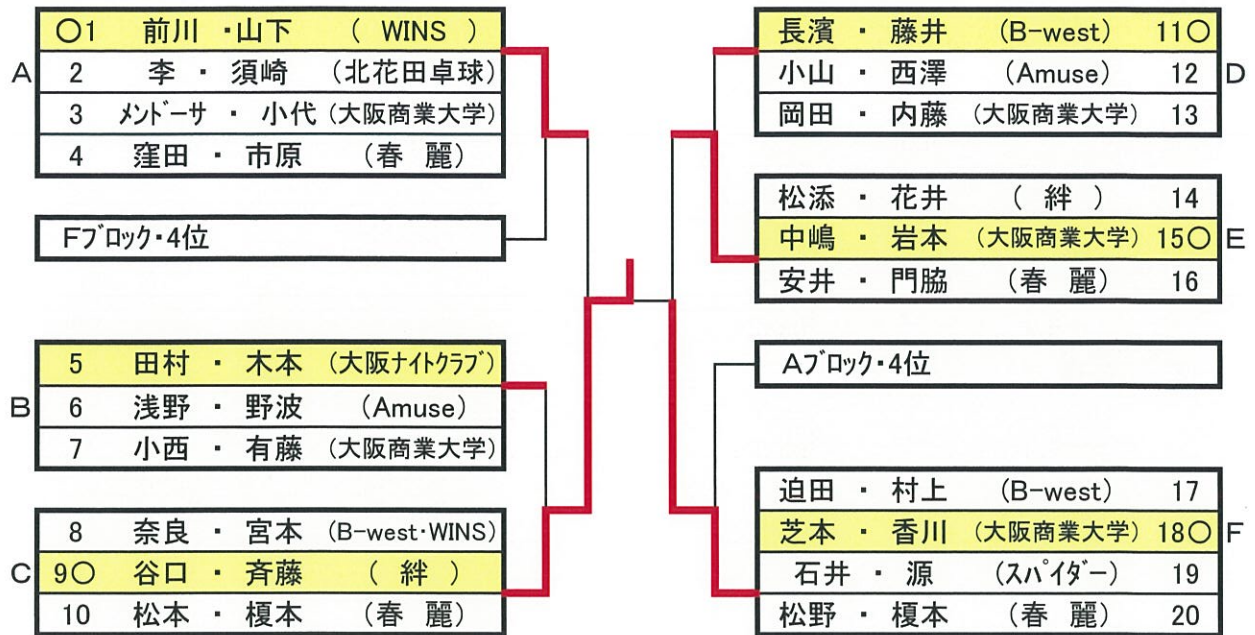 A
○1 前川 ・山下 ( WINS )
2 李 ・ 須崎 (北花田卓球)
3 メンドーサ ・ 小代 (大阪商業大学)
4 窪田 ・ 市原 (春 麗)
Fブロック・4位
B
5 田村 ・ 木本 (大阪ナイトクラブ)
6 浅野 ・ 野波 (Amuse)
7 小西 ・ 有藤 (大阪商業大学)
C
8 奈良 ・ 宮本 (B-west・WINS)
9○ 谷口 ・ 斉藤 ( 絆 )
10 松本 ・ 榎本 (春 麗)
長濱 ・ 藤井 (B-west) 11○
小山 ・ 西澤 (Amuse) 12
岡田 ・ 内藤 (大阪商業大学) 13
D
松添 ・ 花井 ( 絆 ) 14
中嶋 ・ 岩本 (大阪商業大学) 15○
安井 ・ 門脇 (春 麗) 16
E
Aブロック・4位
迫田 ・ 村上 (B-west) 17
芝本 ・ 香川 (大阪商業大学) 18○
石井 ・ 源 (スパイダー) 19
松野 ・ 榎本 (春 麗) 20
F